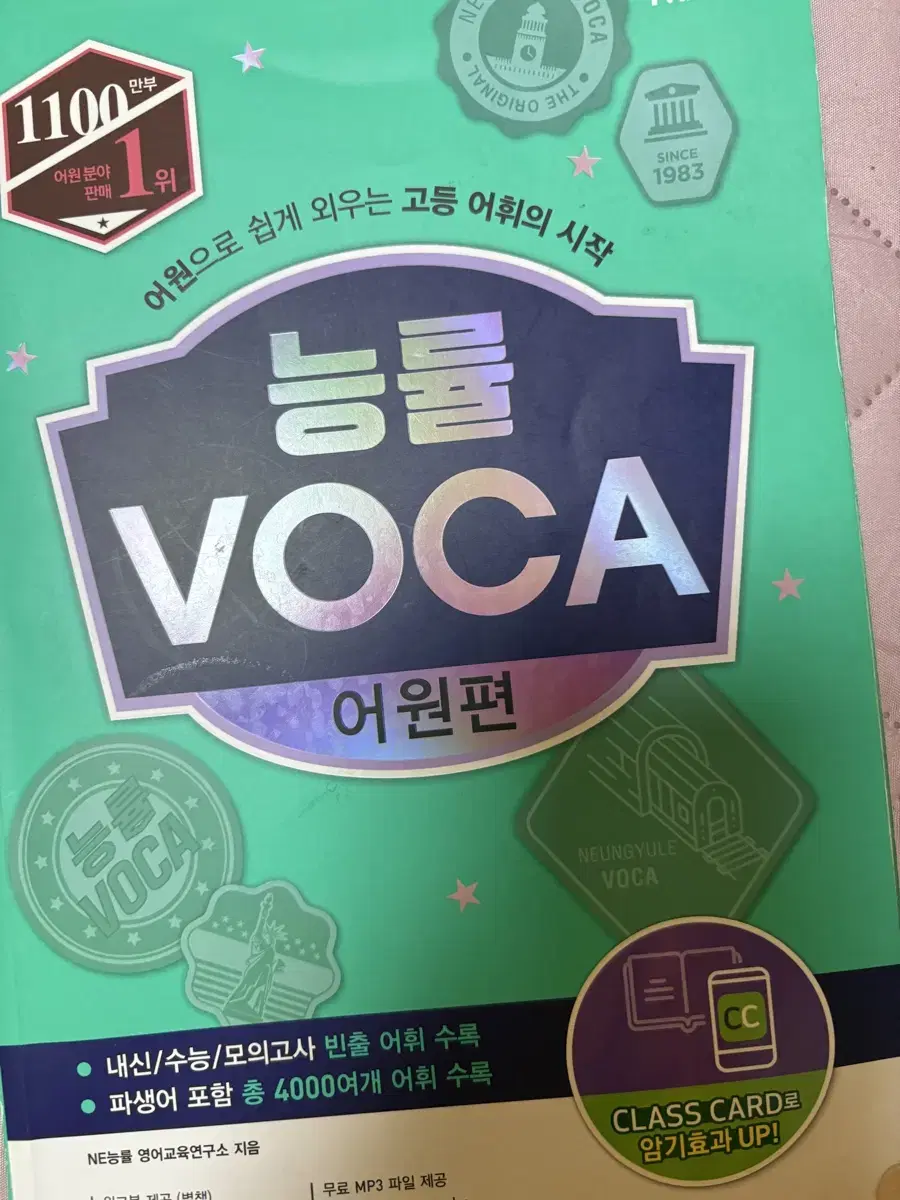 VOCA
THE ORIGINAL
1100만부
어원 분야
판매 1위
SINCE
1983
어원으로 쉽게 외우는 고등 어휘의 시작
능률
VOCA
어원편
능률
VOCA
NEUNGYULE
VOCA
CC
• 내신/수능/모의고사 빈출 어휘 수록
• 파생어 포함 총 4000여개 어휘 수록
CLASS CARD로
암기효과 UP!
NE능률 영어교육연구소 지음
무료 MP3 파일 제공